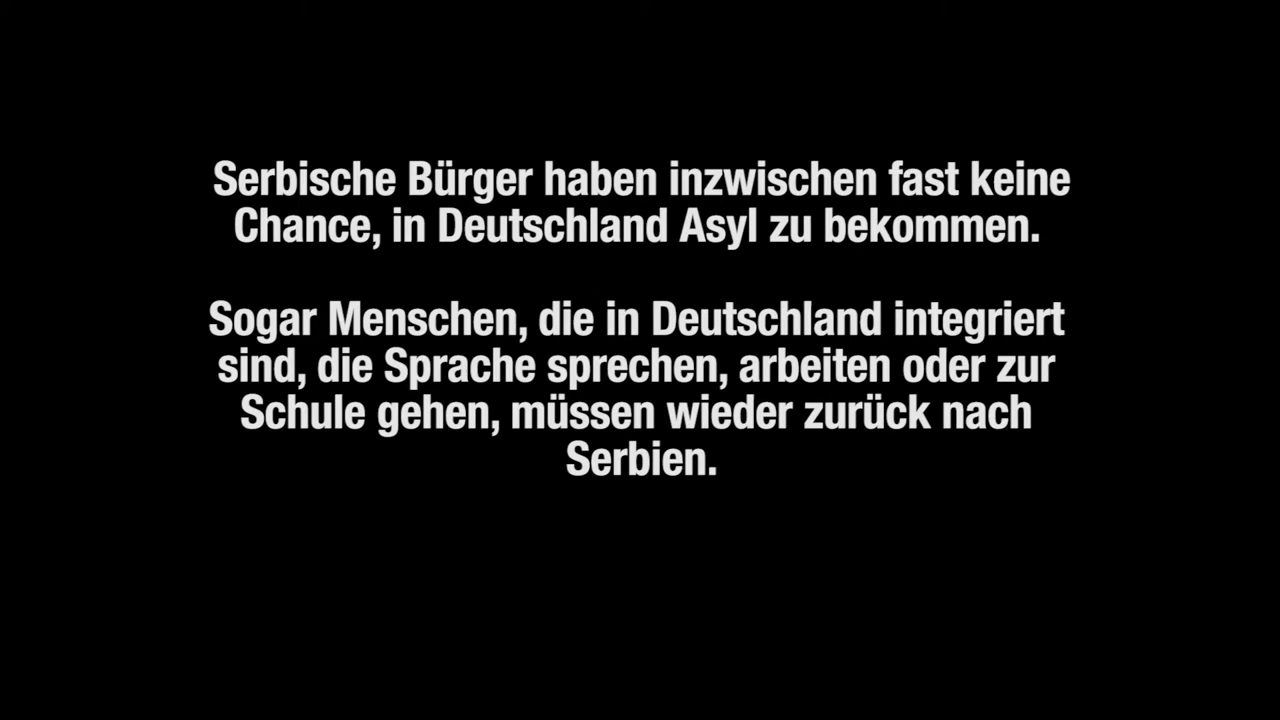 Serbische Bürger haben inzwischen fast keine
Chance, in Deutschland Asyl zu bekommen.
Sogar Menschen, die in Deutschland integriert
sind, die Sprache sprechen, arbeiten oder zur
Schule gehen, müssen wieder zurück nach
Serbien.